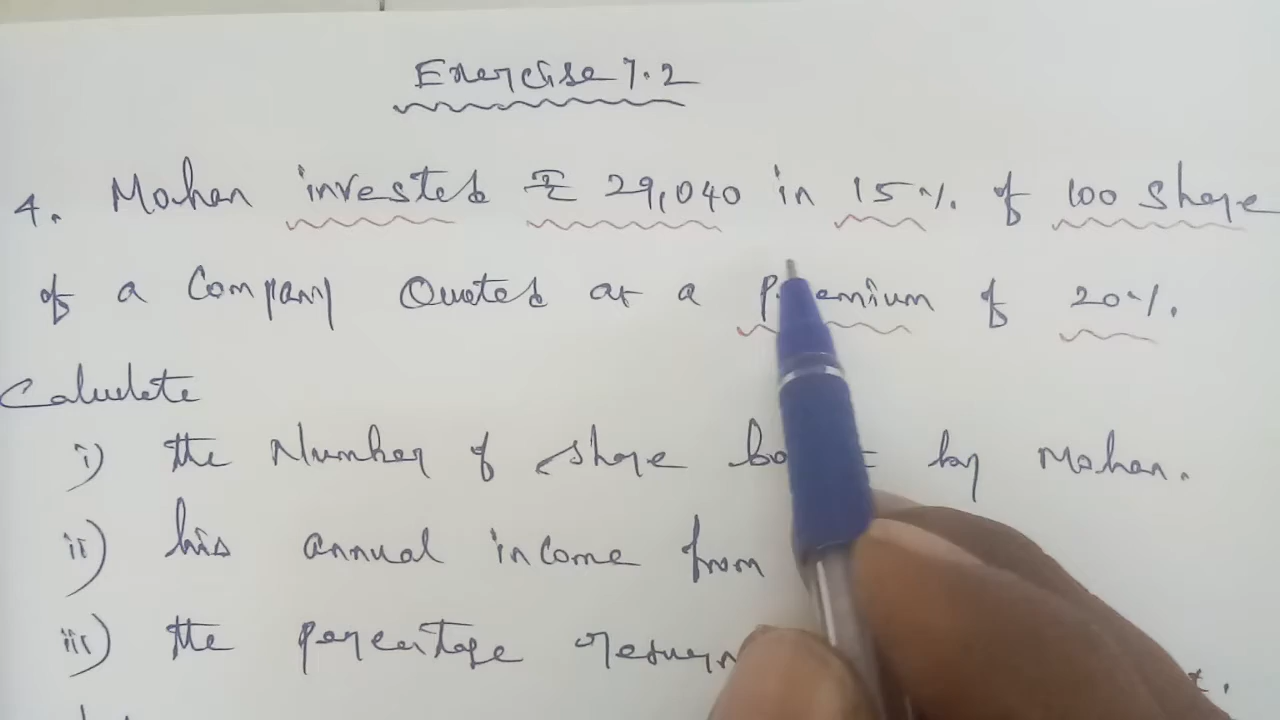 Exercise 7.2
4. Mohan invested ₹ 29,040 in 15% of 100 share
of a Company Quoted at a Premium of 20%.
Calculate
i) the Number of share by Mohan.
ii) his annual income from
iii) the percentage